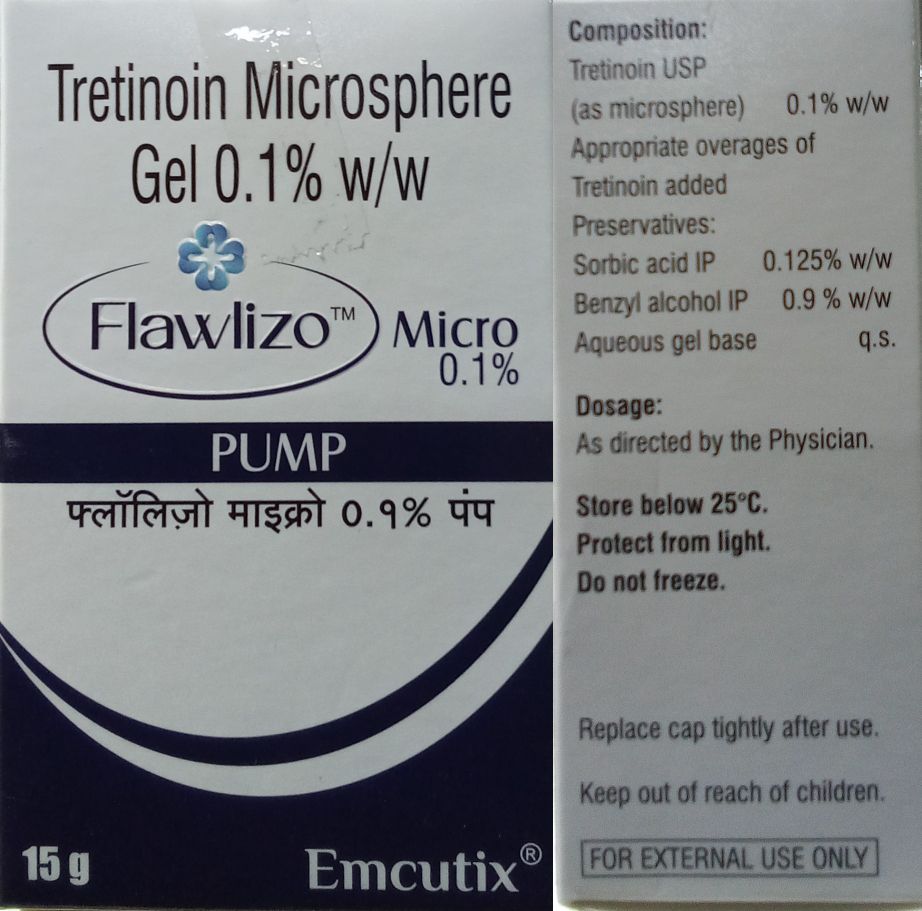 Tretinoin Microsphere
Gel 0.1% w/w
Flawlizo™ Micro
0.1%
PUMP
फ्लॉलिज़ो माइक्रो ०.१% पंप
15 g
Emcutix®
Composition:
Tretinoin USP
(as microsphere) 0.1% w/w
Appropriate overages of
Tretinoin added
Preservatives:
Sorbic acid IP 0.125% w/w
Benzyl alcohol IP 0.9 % w/w
Aqueous gel base q.s.
Dosage:
As directed by the Physician.
Store below 25°C.
Protect from light.
Do not freeze.
Replace cap tightly after use.
Keep out of reach of children.
FOR EXTERNAL USE ONLY